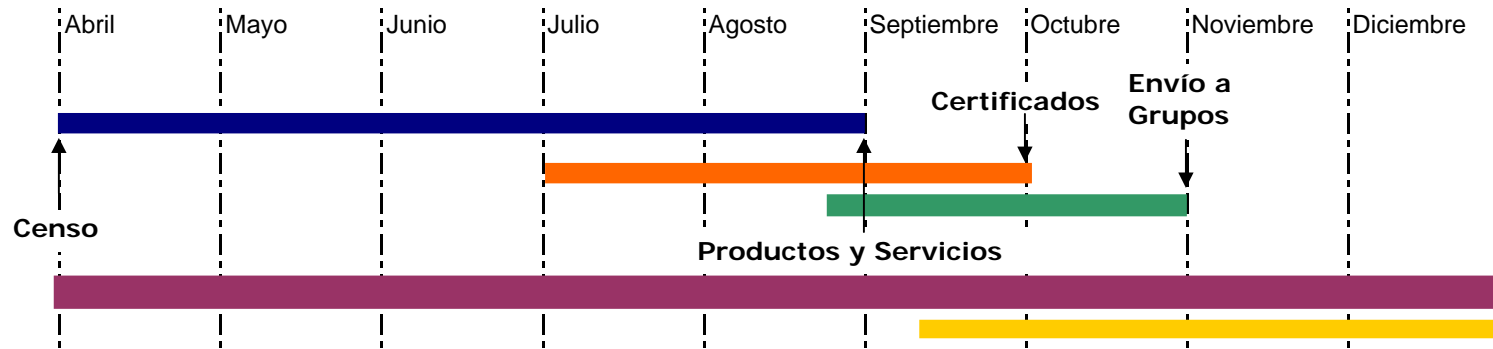 Abril Mayo Junio Julio Agosto Septiembre Octubre Noviembre Diciembre
Envío a
Grupos
Certificados
Censo
Productos y Servicios